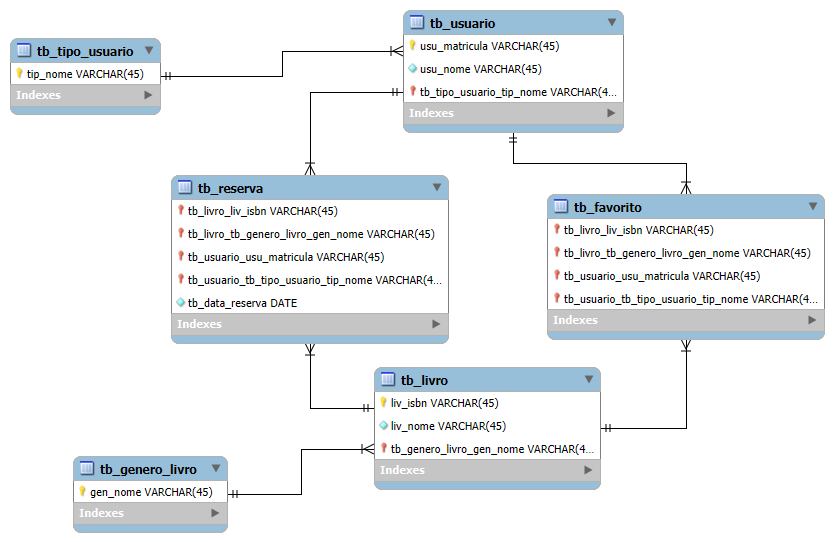 tb_tipo_usuario
tip_nome VARCHAR(45)
Indexes
tb_usuario
usu_matricula VARCHAR(45)
usu_nome VARCHAR(45)
tb_tipo_usuario_tip_nome VARCHAR(4...
Indexes
tb_reserva
tb_livro_liv_isbn VARCHAR(45)
tb_livro_tb_genero_livro_gen_nome VARCHAR(45)
tb_usuario_usu_matricula VARCHAR(45)
tb_usuario_tb_tipo_usuario_tip_nome VARCHAR(4...
tb_data_reserva DATE
Indexes
tb_favorito
tb_livro_liv_isbn VARCHAR(45)
tb_livro_tb_genero_livro_gen_nome VARCHAR(45)
tb_usuario_usu_matricula VARCHAR(45)
tb_usuario_tb_tipo_usuario_tip_nome VARCHAR(4...
Indexes
tb_livro
liv_isbn VARCHAR(45)
liv_nome VARCHAR(45)
tb_genero_livro_gen_nome VARCHAR(4...
Indexes
tb_genero_livro
gen_nome VARCHAR(45)
Indexes